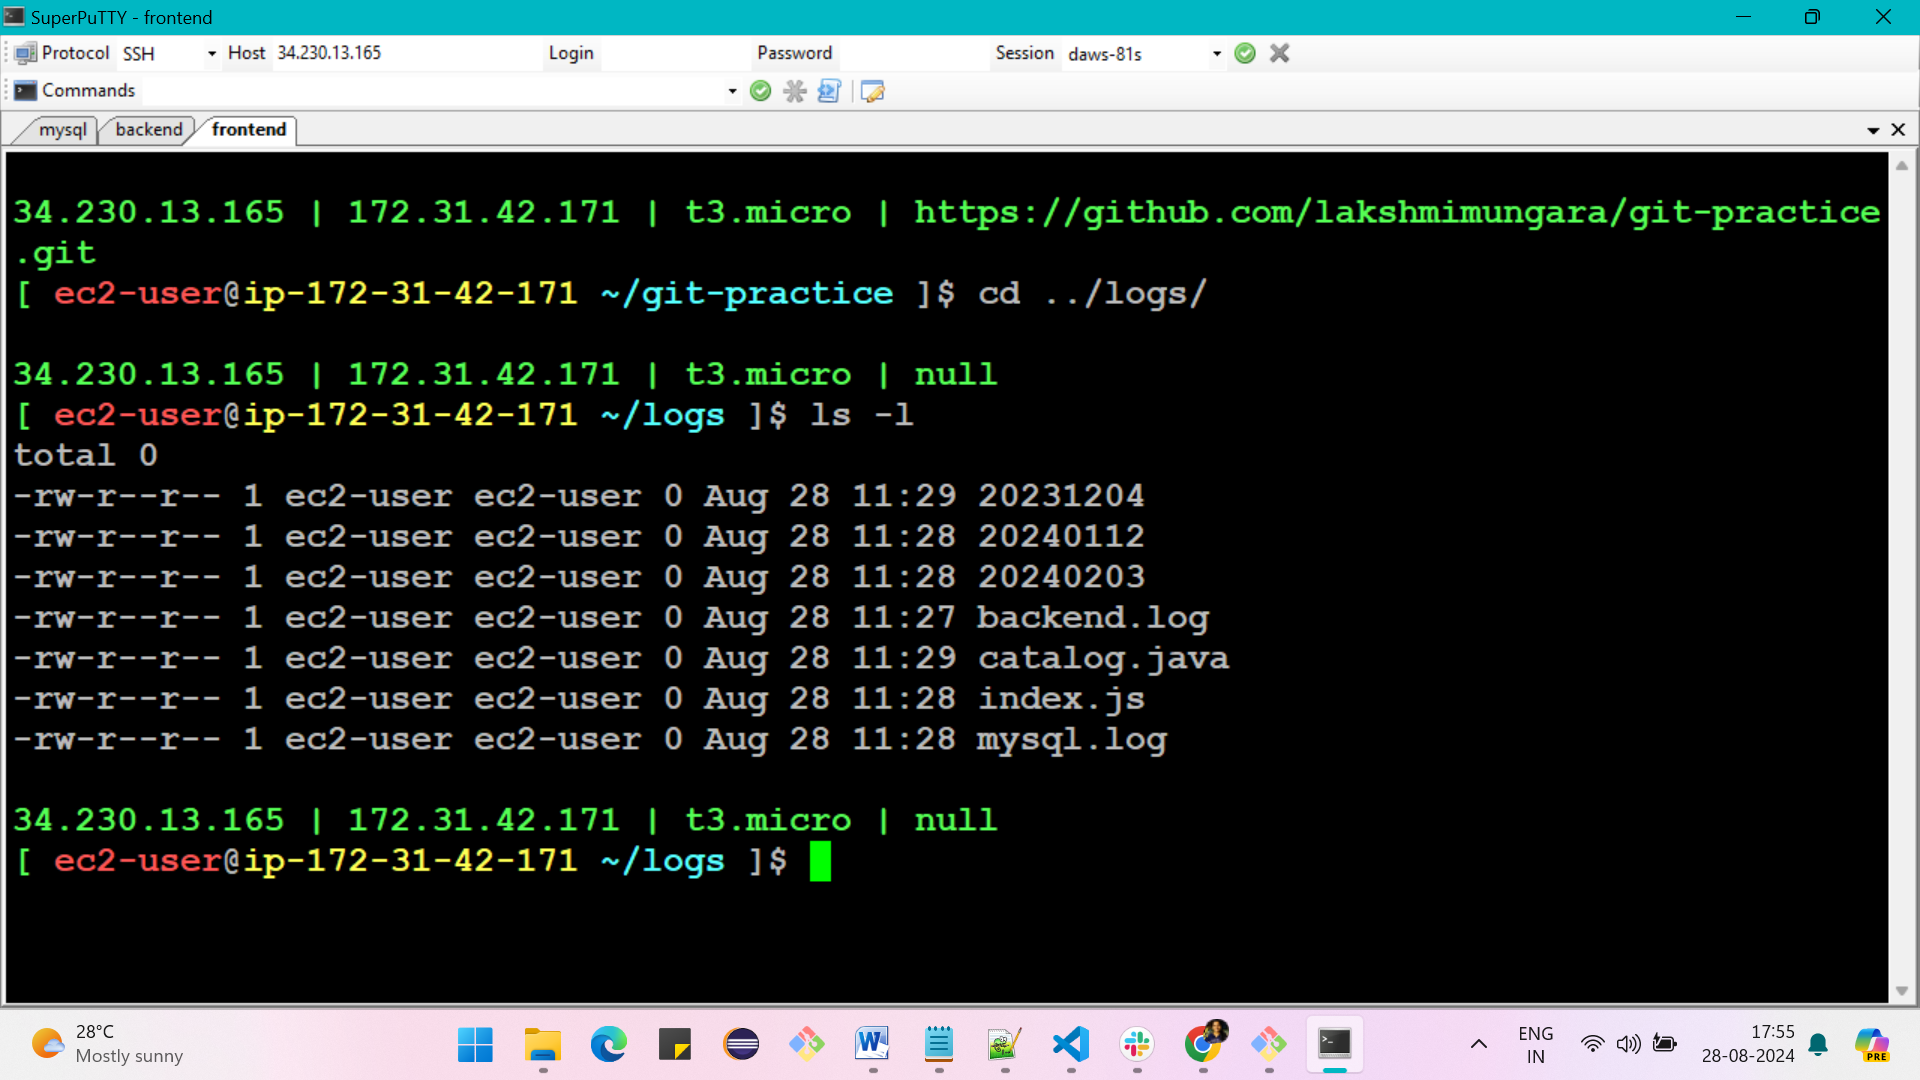 SuperPuTTY - frontend
Protocol SSH Host 34.230.13.165 Login Password Session daws-81s
Commands
mysql backend frontend
34.230.13.165 | 172.31.42.171 | t3.micro | https://github.com/lakshmimungara/git-practice
.git
[ ec2-user@ip-172-31-42-171 ~/git-practice ]$ cd ../logs/
34.230.13.165 | 172.31.42.171 | t3.micro | null
[ ec2-user@ip-172-31-42-171 ~/logs ]$ ls -l
total 0
-rw-r--r-- 1 ec2-user ec2-user 0 Aug 28 11:29 20231204
-rw-r--r-- 1 ec2-user ec2-user 0 Aug 28 11:28 20240112
-rw-r--r-- 1 ec2-user ec2-user 0 Aug 28 11:28 20240203
-rw-r--r-- 1 ec2-user ec2-user 0 Aug 28 11:27 backend.log
-rw-r--r-- 1 ec2-user ec2-user 0 Aug 28 11:29 catalog.java
-rw-r--r-- 1 ec2-user ec2-user 0 Aug 28 11:28 index.js
-rw-r--r-- 1 ec2-user ec2-user 0 Aug 28 11:28 mysql.log
34.230.13.165 | 172.31.42.171 | t3.micro | null
[ ec2-user@ip-172-31-42-171 ~/logs ]$
28°C
Mostly sunny
W
ENG
IN
17:55
28-08-2024
PRE